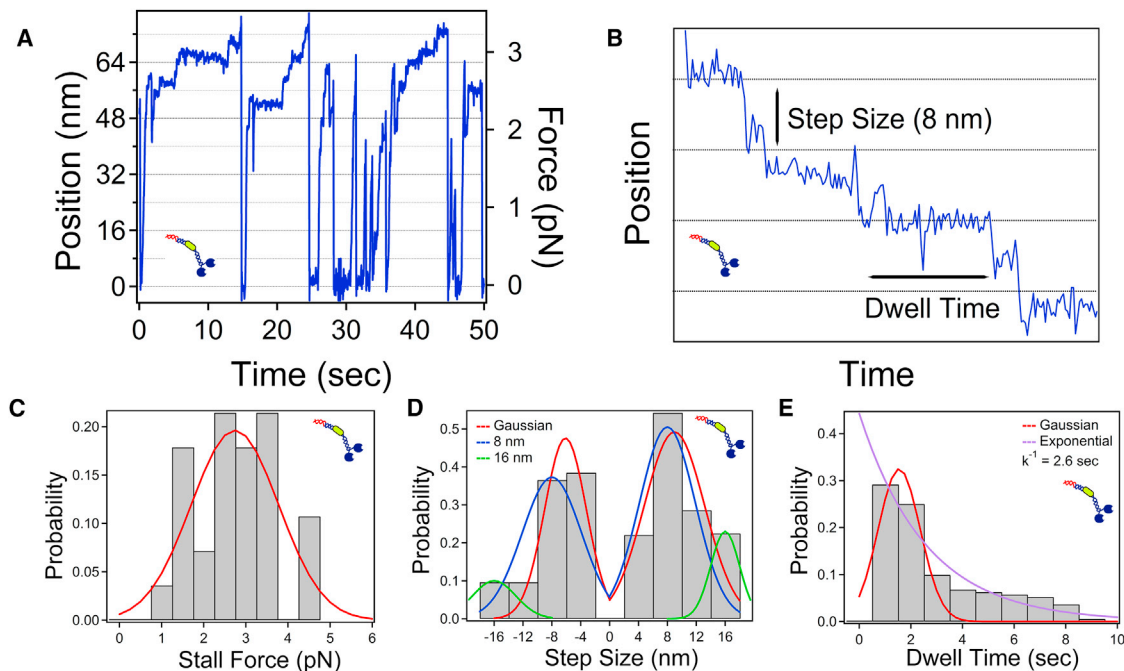 A
Position (nm)
64
48
32
16
0
0
10
20
30
40
50
Time (sec)
3
2
1
0
Force (pN)
B
Position
Step Size (8 nm)
Dwell Time
Time
C
Probability
0.20
0.15
0.10
0.05
0.00
0
1
2
3
4
5
6
Stall Force (pN)
D
Probability
0.5
0.4
0.3
0.2
0.1
0.0
Gaussian
8 nm
16 nm
-16
-12
-8
-4
0
4
8
12
16
Step Size (nm)
E
Probability
0.4
0.3
0.2
0.1
0.0
Gaussian
Exponential
k⁻¹ = 2.6 sec
0
2
4
6
8
10
Dwell Time (sec)